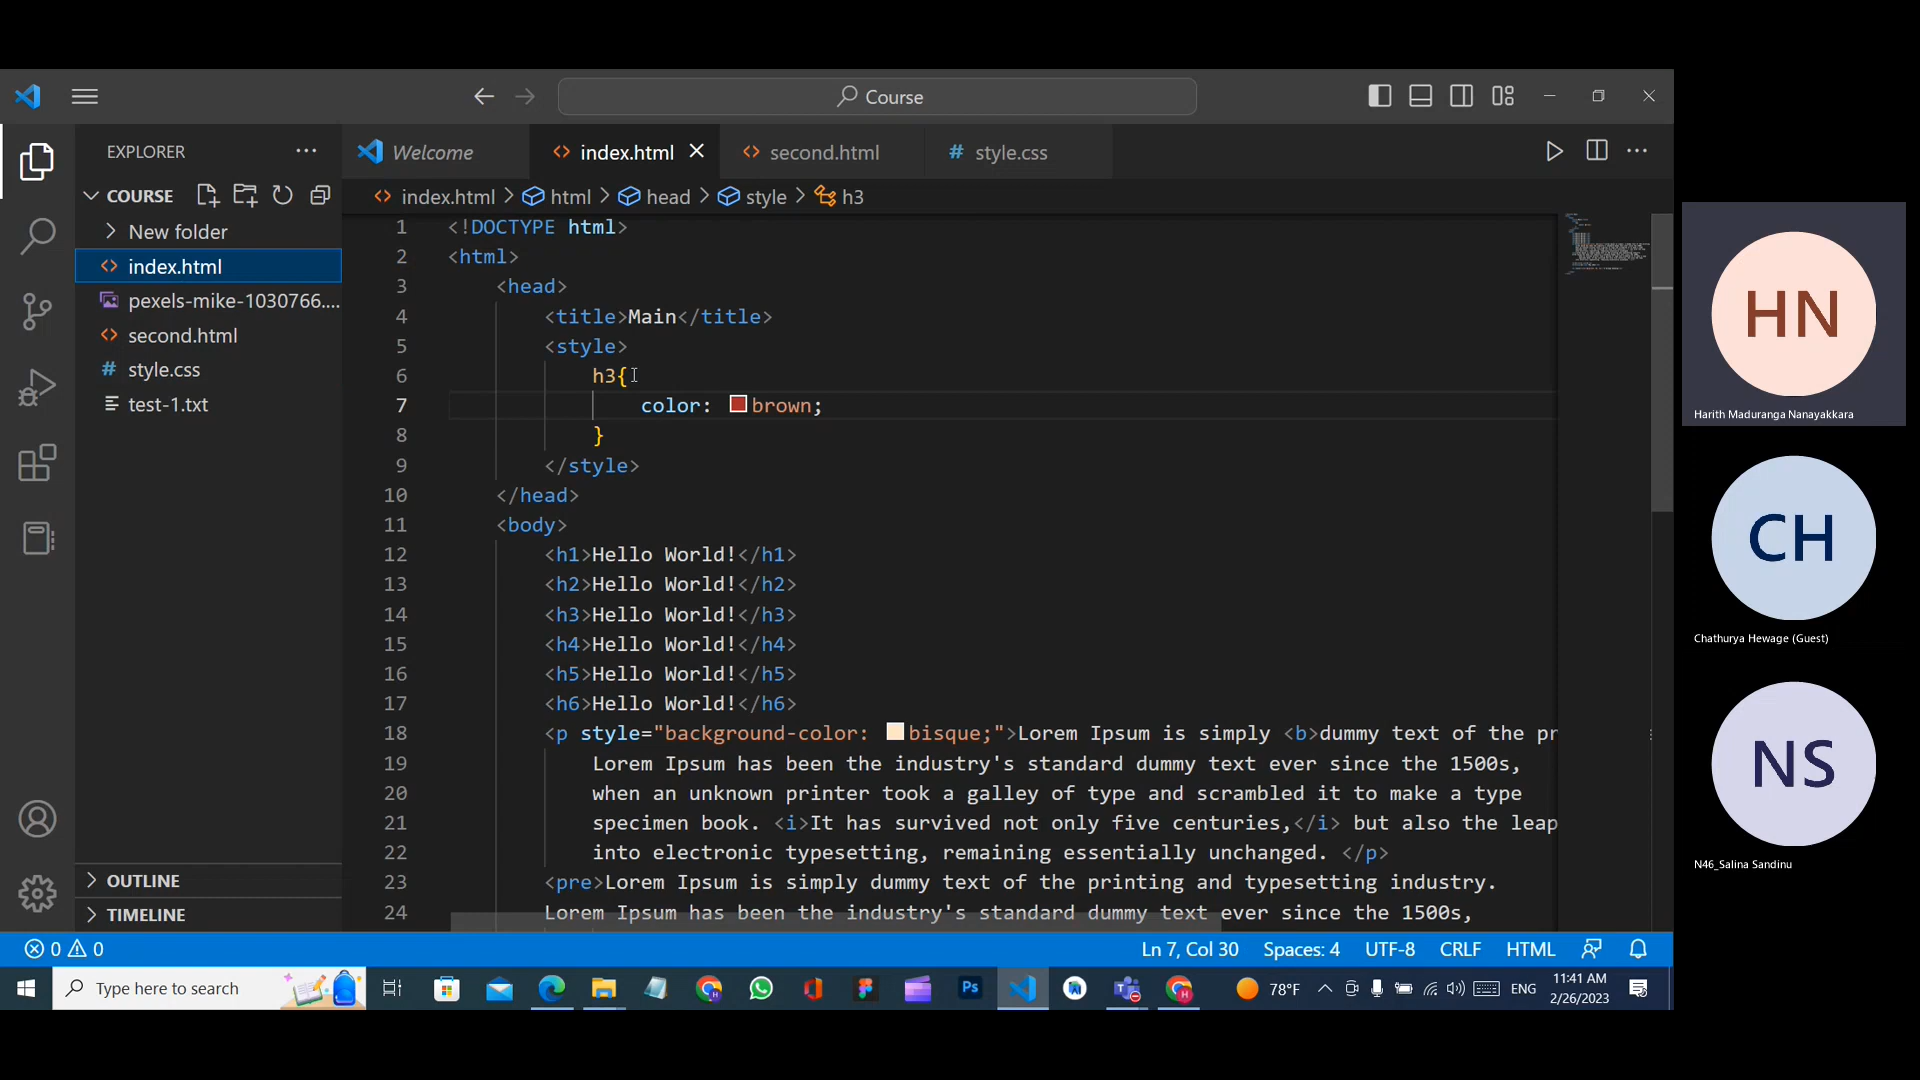 Course
EXPLORER
Welcome
index.html
second.html
# style.css
COURSE
index.html > html > head > style > h3
New folder
index.html
pexels-mike-1030766....
second.html
# style.css
test-1.txt
OUTLINE
TIMELINE
1 <!DOCTYPE html>
2 <html>
3 <head>
4 <title>Main</title>
5 <style>
6 h3{
7 color: brown;
8 }
9 </style>
10 </head>
11 <body>
12 <h1>Hello World!</h1>
13 <h2>Hello World!</h2>
14 <h3>Hello World!</h3>
15 <h4>Hello World!</h4>
16 <h5>Hello World!</h5>
17 <h6>Hello World!</h6>
18 <p style="background-color: bisque;">Lorem Ipsum is simply <b>dummy text of the pr
19 Lorem Ipsum has been the industry's standard dummy text ever since the 1500s,
20 when an unknown printer took a galley of type and scrambled it to make a type
21 specimen book. <i>It has survived not only five centuries,</i> but also the leap
22 into electronic typesetting, remaining essentially unchanged. </p>
23 <pre>Lorem Ipsum is simply dummy text of the printing and typesetting industry.
24 Lorem Ipsum has been the industry's standard dummy text ever since the 1500s,
0 0
Ln 7, Col 30 Spaces: 4 UTF-8 CRLF HTML
Type here to search
Ps
78°F
ENG
11:41 AM
2/26/2023
HN
Harith Maduranga Nanayakkara
CH
Chathurya Hewage (Guest)
NS
N46_Salina Sandinu